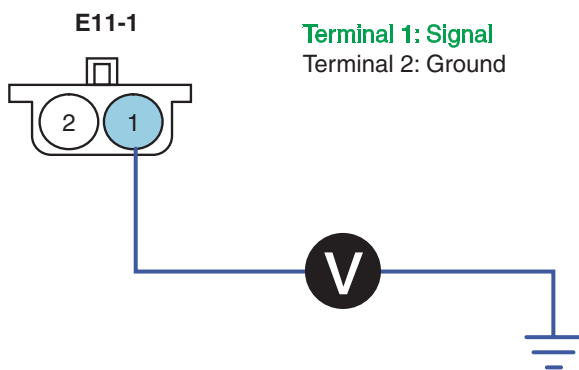 E11-1
Terminal 1: Signal
Terminal 2: Ground
2 1
V